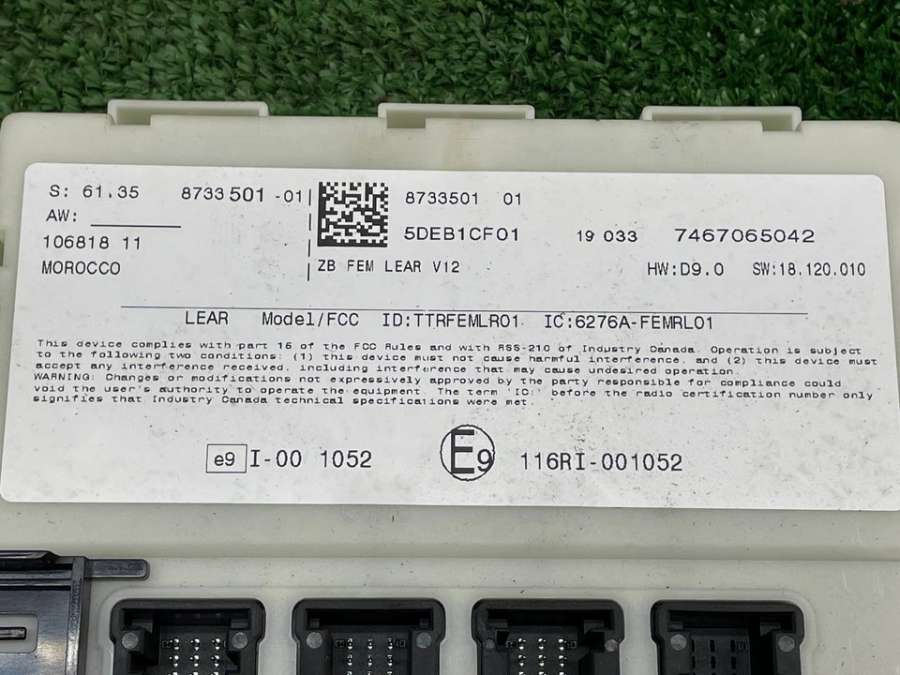 S: 61.35 8733 501 -01 8733501 01
AW:
5DEB1CF01 19 033 7467065042
106818 11
MOROCCO ZB FEM LEAR V12 HW:D9.0 SW:18.120.010
LEAR Model/FCC ID:TTRFEMLR01 IC:6276A-FEMRL01
This device complies with part 15 of the FCC Rules and with RSS-210 of Industry Canada. Operation is subject
to the following two conditions: (1) this device must not cause harmful interference, and (2) this device must
accept any interference received, including interference that may cause undesired operation.
WARNING: Changes or modifications not expressively approved by the party responsible for compliance could
void the user's authority to operate the equipment. The term "ID:" before the radio certification number only
signifies that Industry Canada technical specifications were met.
e9 I-00 1052 E9 116RI-001052